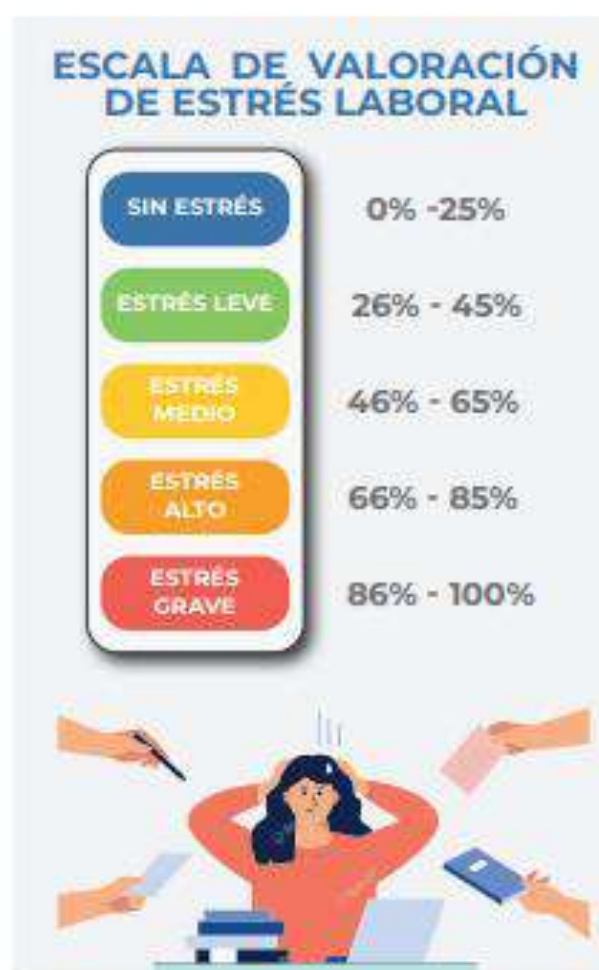 ESCALA DE VALORACIÓN
DE ESTRÉS LABORAL
SIN ESTRÉS
0% -25%
ESTRÉS LEVE
26% - 45%
ESTRÉS
MEDIO
46% - 65%
ESTRÉS
ALTO
66% - 85%
ESTRÉS
GRAVE
86% - 100%